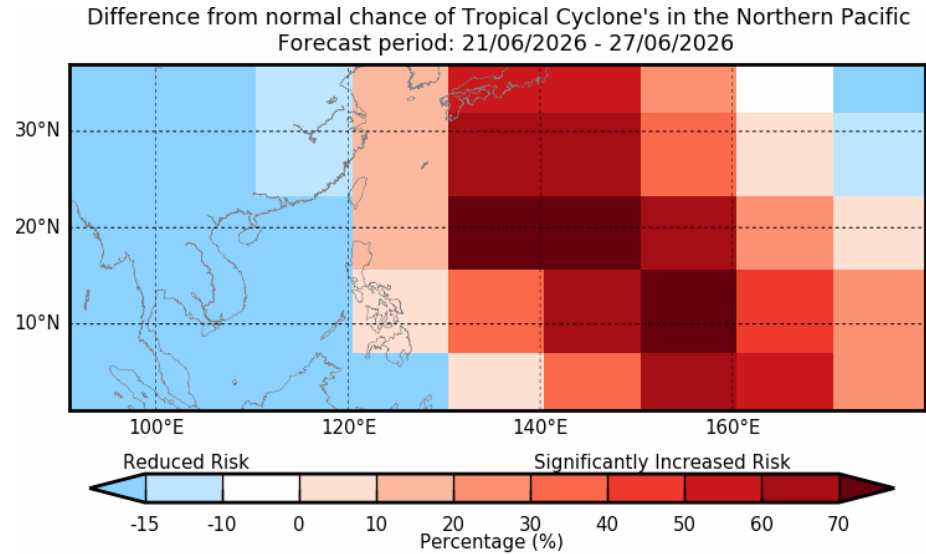 Difference from normal chance of Tropical Cyclone's in the Northern Pacific
Forecast period: 21/06/2026 - 27/06/2026
30°N
20°N
10°N
100°E 120°E 140°E 160°E
Reduced Risk Significantly Increased Risk
-15 -10 0 10 20 30 40 50 60 70
Percentage (%)